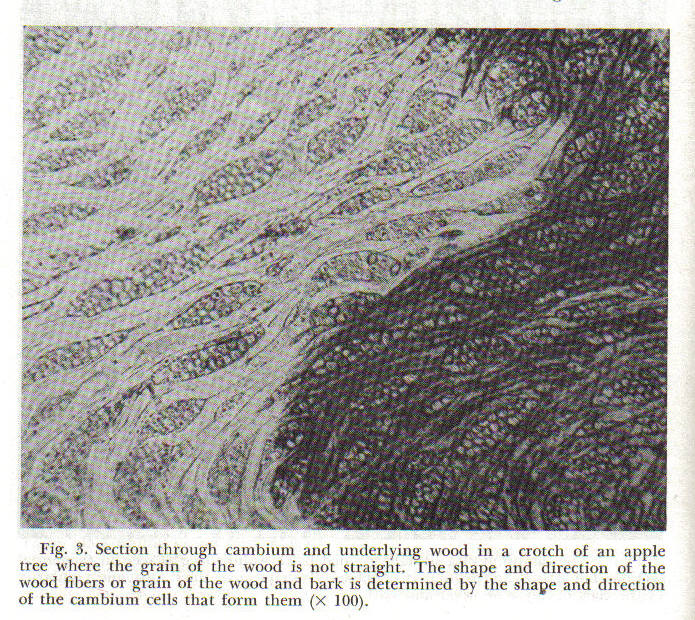 Fig. 3. Section through cambium and underlying wood in a crotch of an apple
tree where the grain of the wood is not straight. The shape and direction of the
wood fibers or grain of the wood and bark is determined by the shape and direction
of the cambium cells that form them (× 100).